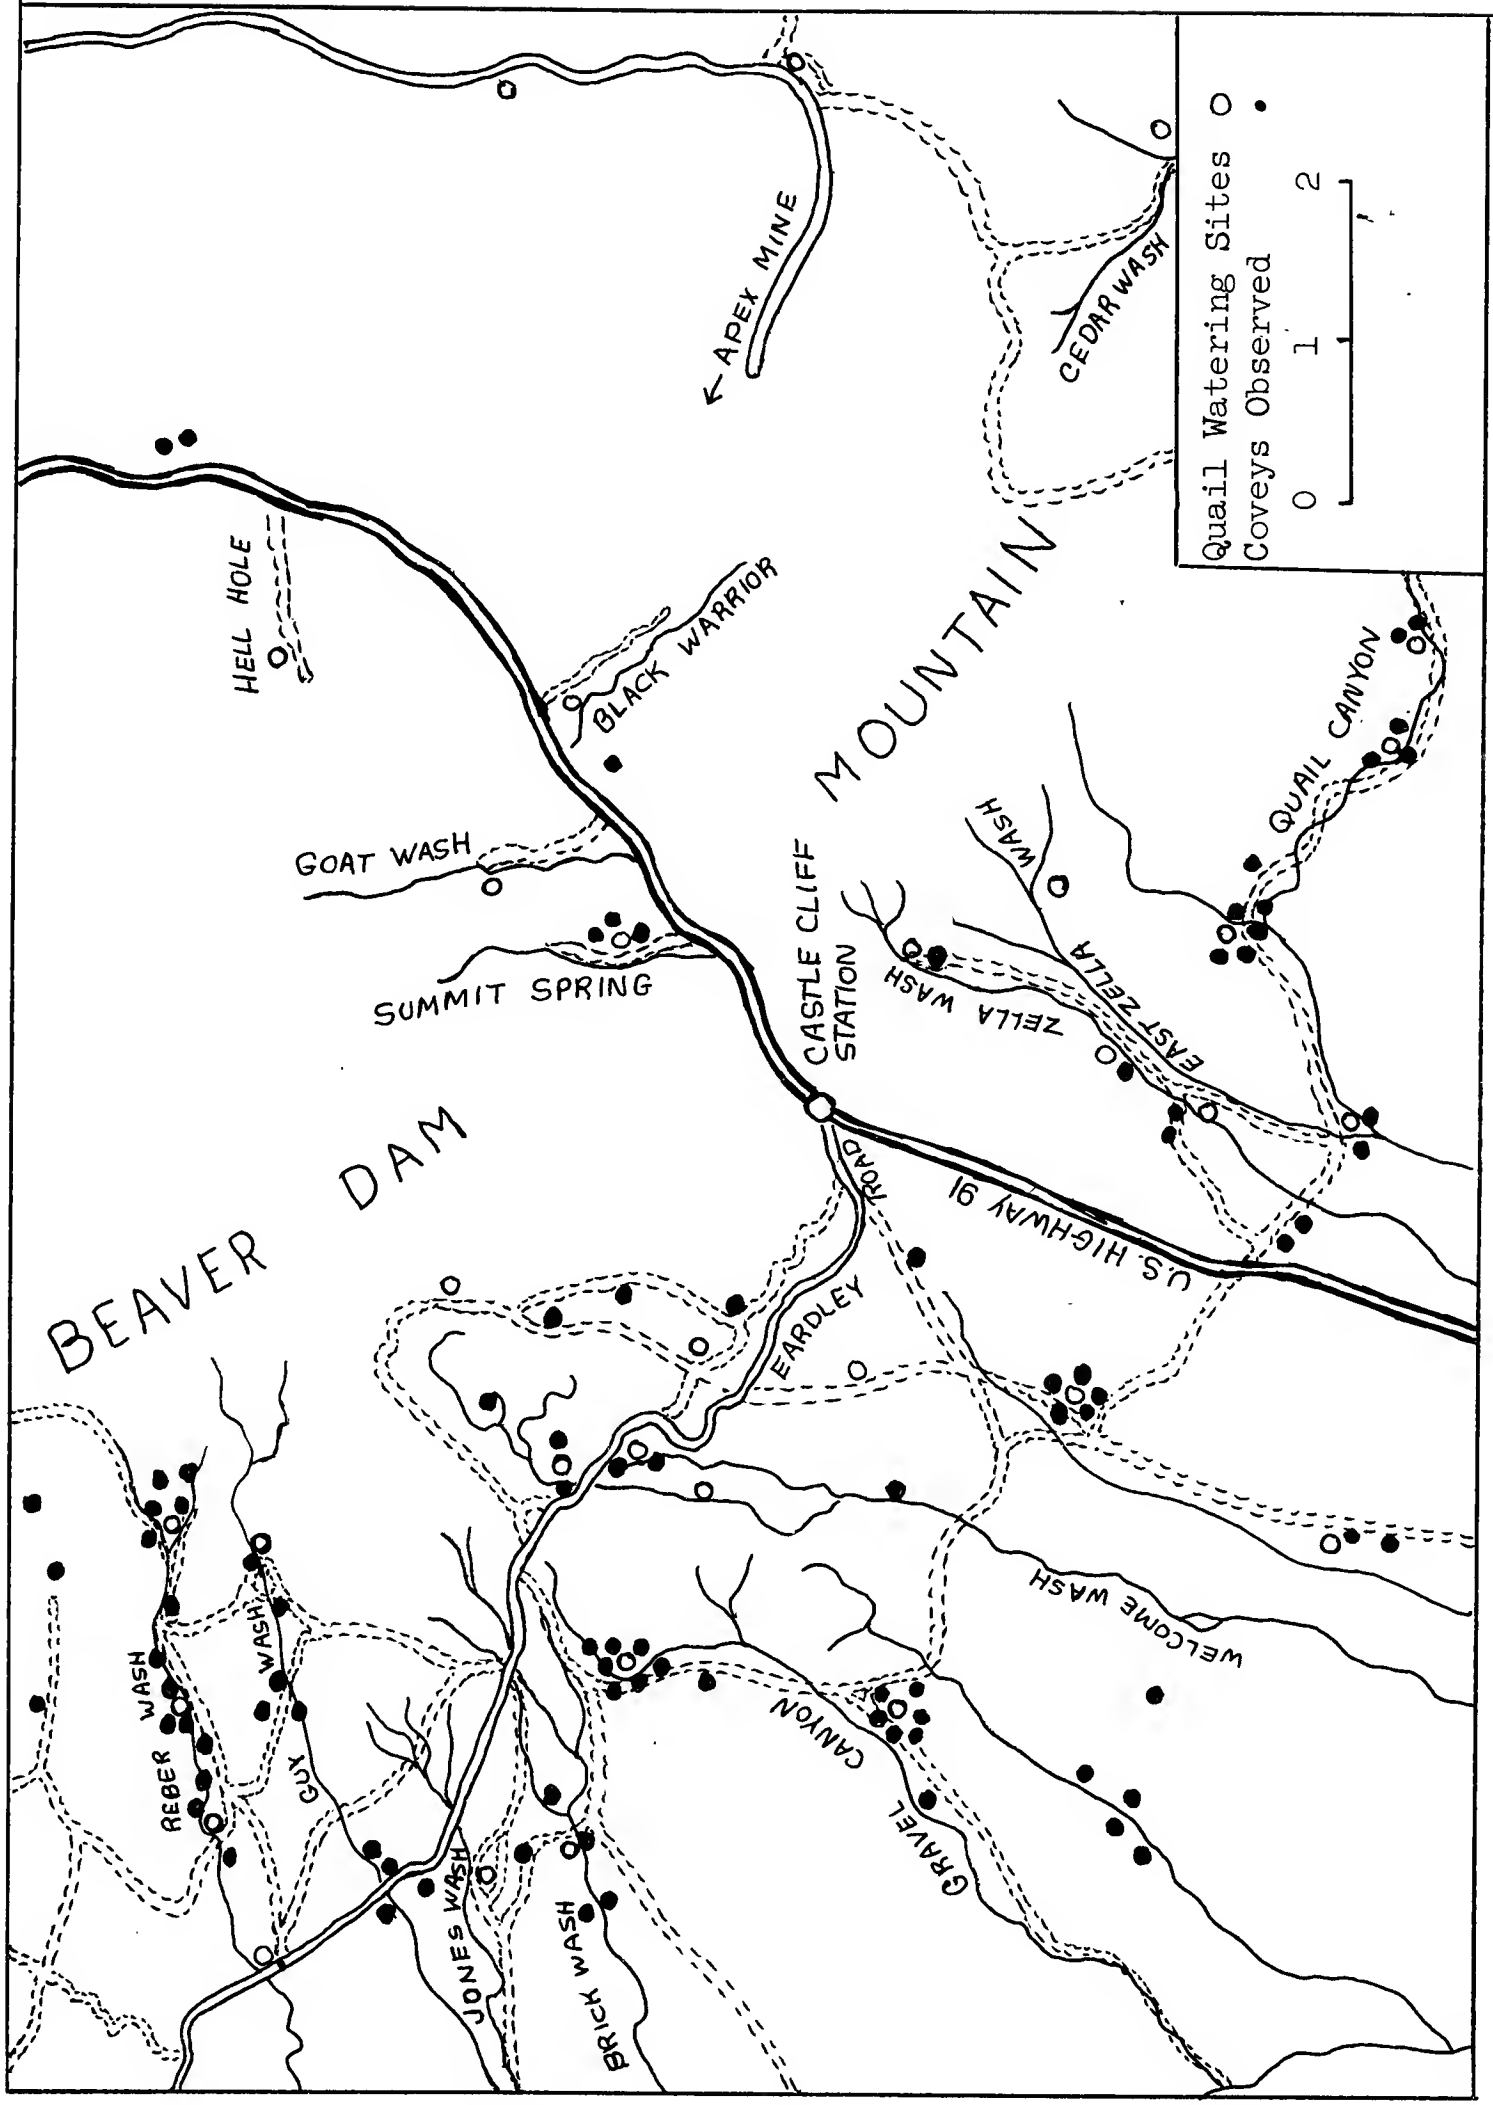 BEAVER
DAM
MOUNTAIN
HELL HOLE
GOAT WASH
SUMMIT SPRING
BLACK WARRIOR
← APEX MINE
CEDAR WASH
CASTLE CLIFF
STATION
ZELLA WASH
EAST ZELLA
WASH
QUAIL CANYON
U.S. HIGHWAY 91
EARDLEY ROAD
REBER WASH
GUY WASH
JONES WASH
BRICK WASH
GRAVEL CANYON
WELCOME WASH
Quail Watering Sites O
Coveys Observed •
0 1 2